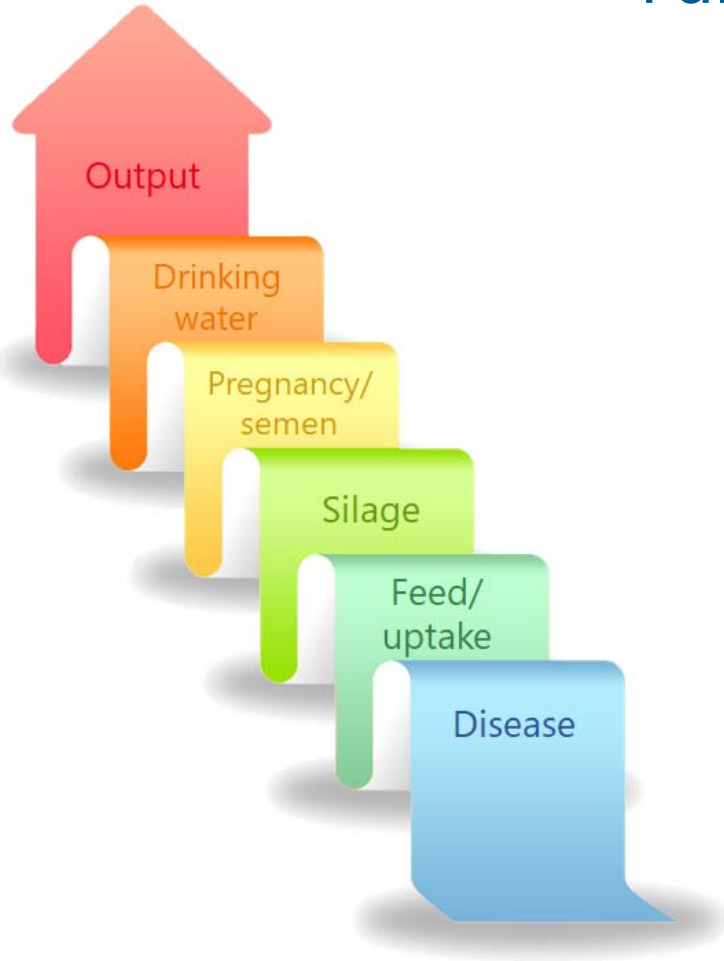 Output
Drinking
water
Pregnancy/
semen
Silage
Feed/
uptake
Disease